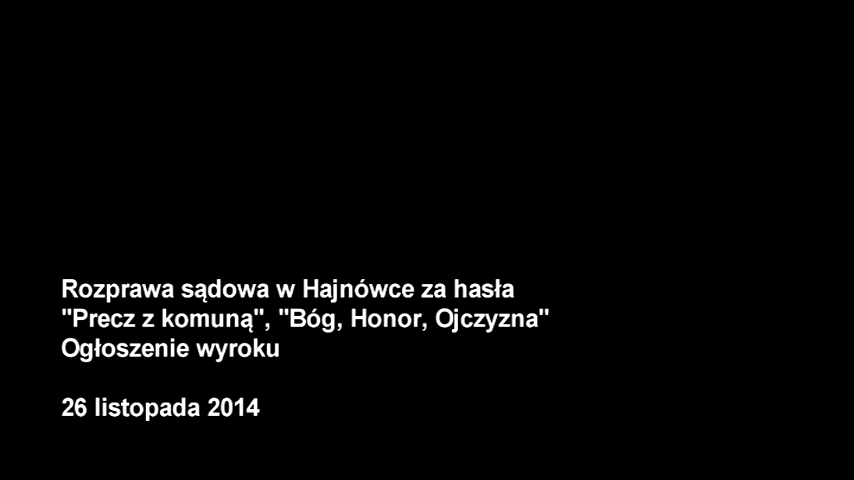 Rozprawa sądowa w Hajnówce za hasła
"Precz z komuną", "Bóg, Honor, Ojczyzna"
Ogłoszenie wyroku
26 listopada 2014